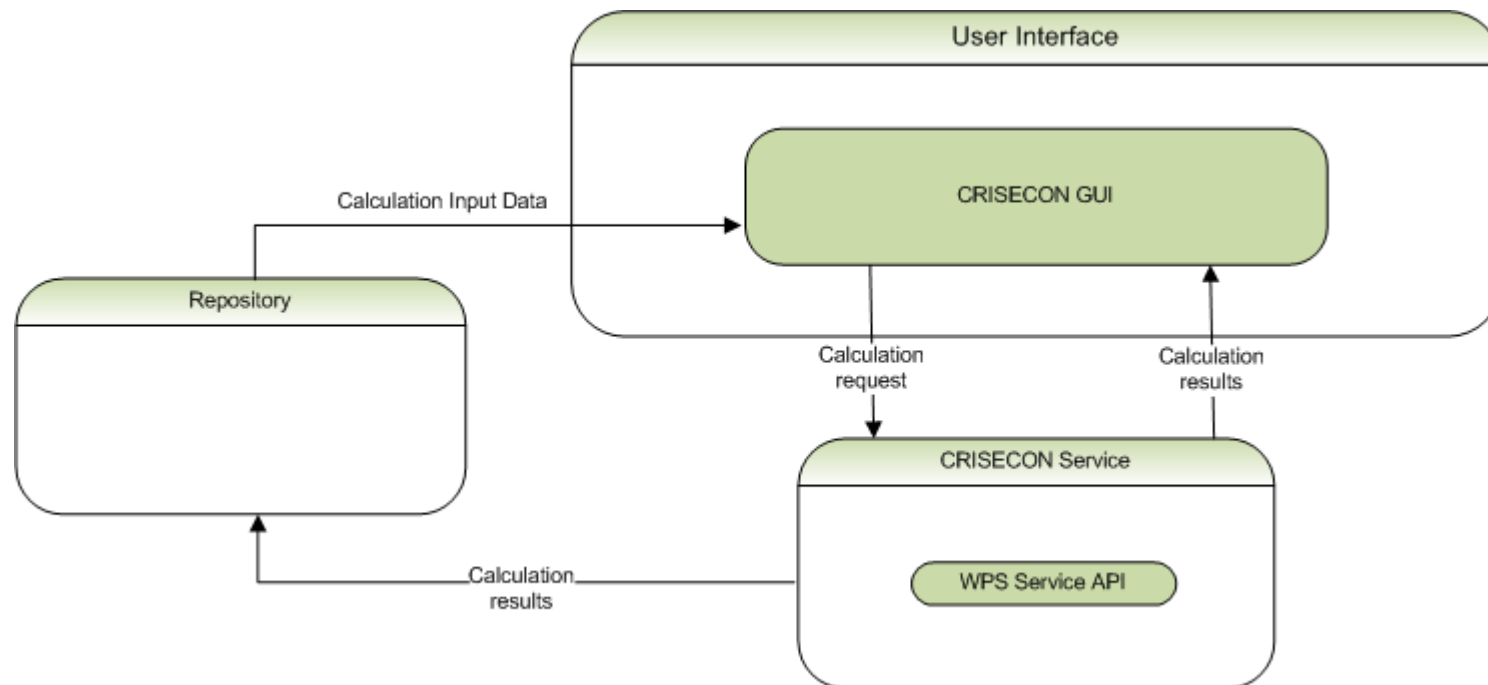 User Interface
CRISECON GUI
Calculation Input Data
Repository
Calculation
request
Calculation
results
CRISECON Service
WPS Service API
Calculation
results